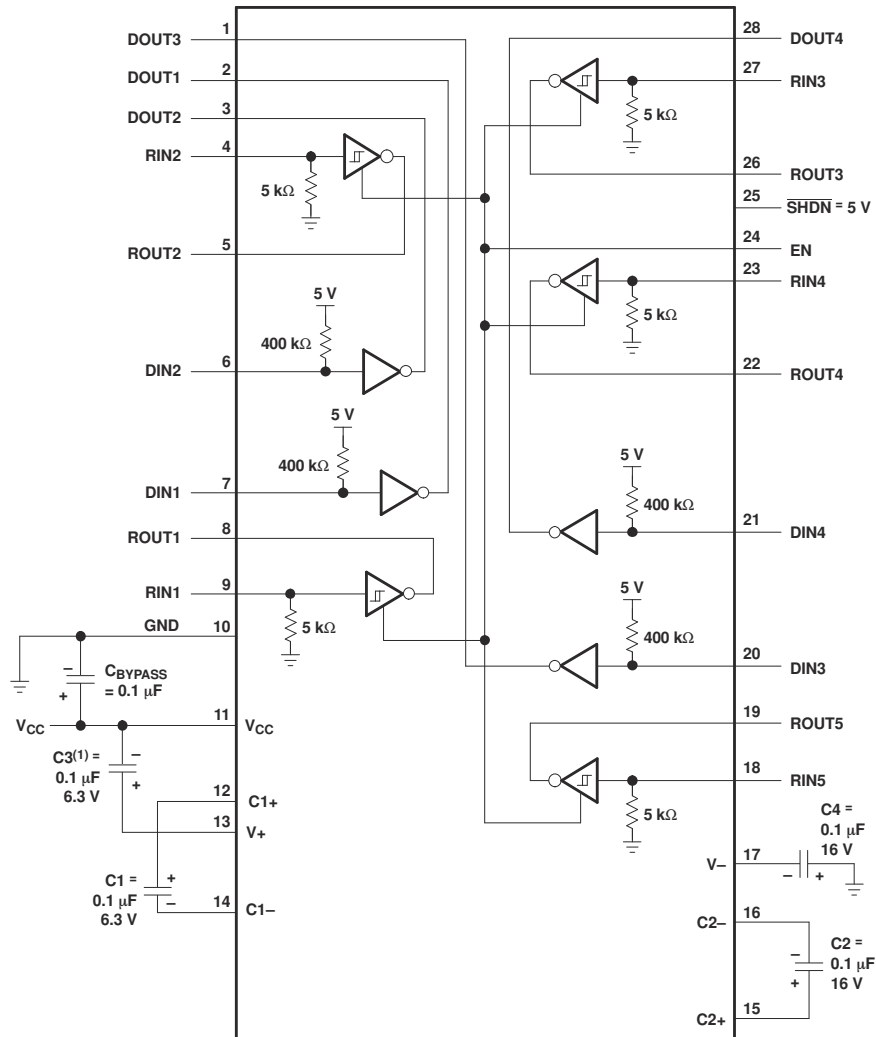 DOUT3 1
DOUT1 2
DOUT2 3
RIN2 4
5 kΩ
ROUT2 5
5 V
400 kΩ
DIN2 6
5 V
400 kΩ
DIN1 7
ROUT1 8
RIN1 9
5 kΩ
GND 10
– CBYPASS
+ = 0.1 μF
VCC 11 VCC
C3(1) = –
0.1 μF
6.3 V +
12 C1+
13 V+
C1 = +
0.1 μF
6.3 V –
14 C1–
28 DOUT4
27 RIN3
5 kΩ
26 ROUT3
25 SHDN = 5 V
24 EN
23 RIN4
5 kΩ
22 ROUT4
5 V
400 kΩ
21 DIN4
5 V
400 kΩ
20 DIN3
19 ROUT5
18 RIN5
5 kΩ
C4 =
0.1 μF
16 V
V– 17
– +
C2– 16
– C2 =
0.1 μF
+ 16 V
C2+ 15